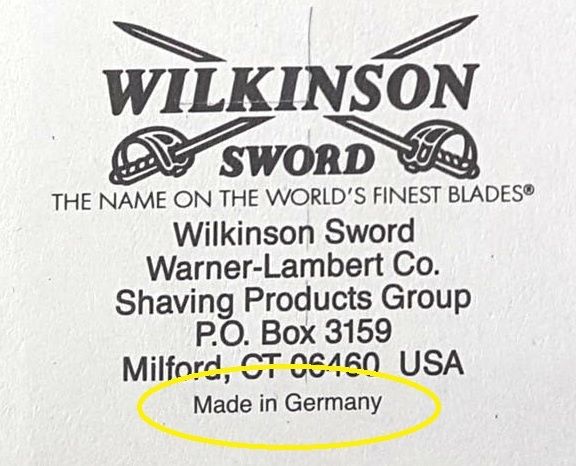 WILKINSON
SWORD
THE NAME ON THE WORLD'S FINEST BLADES®
Wilkinson Sword
Warner-Lambert Co.
Shaving Products Group
P.O. Box 3159
Milford, CT 06460 USA
Made in Germany